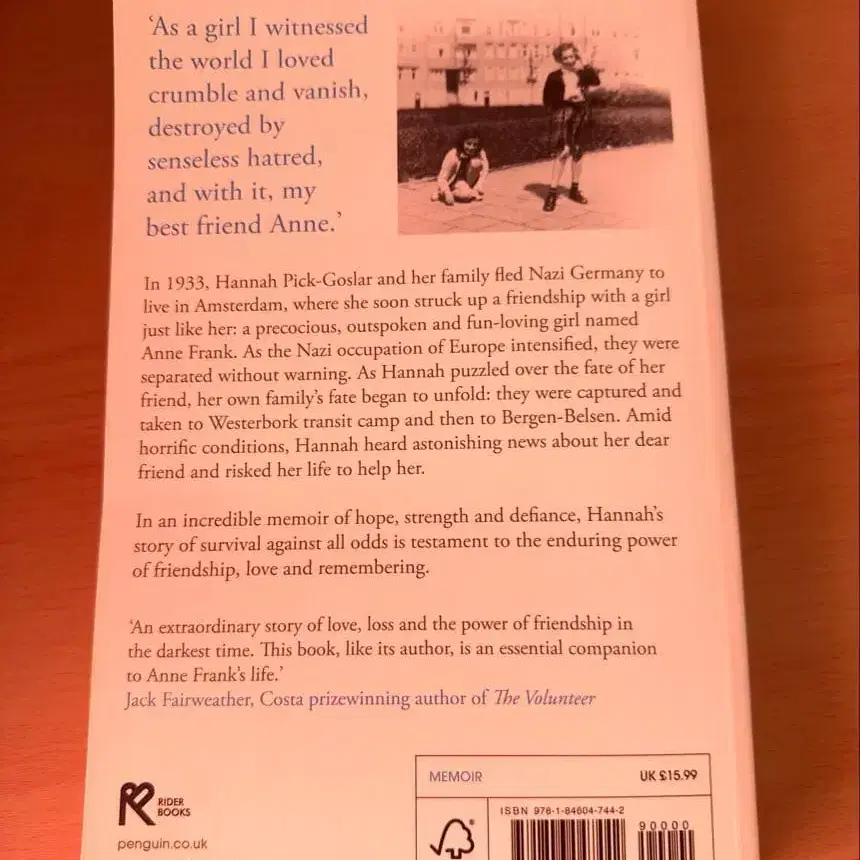 ‘As a girl I witnessed
the world I loved
crumble and vanish,
destroyed by
senseless hatred,
and with it, my
best friend Anne.’
In 1933, Hannah Pick-Goslar and her family fled Nazi Germany to
live in Amsterdam, where she soon struck up a friendship with a girl
just like her: a precocious, outspoken and fun-loving girl named
Anne Frank. As the Nazi occupation of Europe intensified, they were
separated without warning. As Hannah puzzled over the fate of her
friend, her own family’s fate began to unfold: they were captured and
taken to Westerbork transit camp and then to Bergen-Belsen. Amid
horrific conditions, Hannah heard astonishing news about her dear
friend and risked her life to help her.
In an incredible memoir of hope, strength and defiance, Hannah’s
story of survival against all odds is testament to the enduring power
of friendship, love and remembering.
‘An extraordinary story of love, loss and the power of friendship in
the darkest time. This book, like its author, is an essential companion
to Anne Frank’s life.’
Jack Fairweather, Costa prizewinning author of The Volunteer
RIDER
BOOKS
penguin.co.uk
MEMOIR UK £15.99
ISBN 978-1-84604-744-2
90000